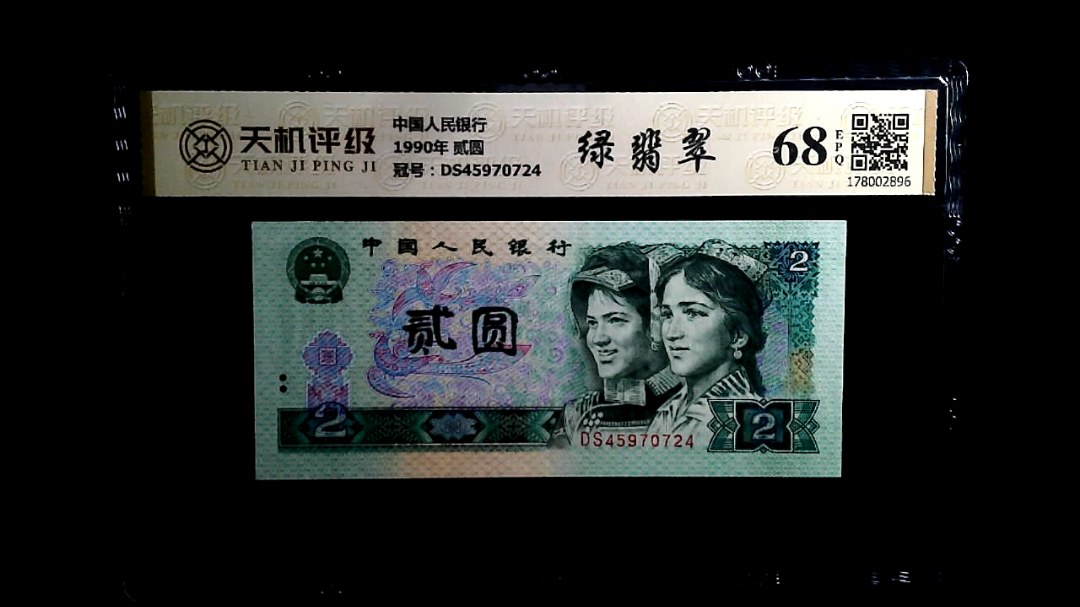 天机评级
TIAN JI PING JI
中国人民银行
1990年 贰圆
冠号：DS45970724
绿翡翠
68
EPQ
178002896
中国人民银行
2
贰圆
2
DS45970724
2